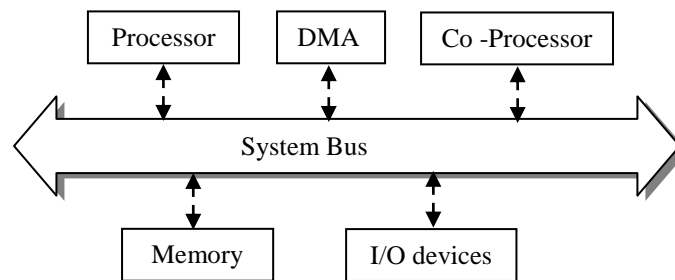 Processor
DMA
Co -Processor
System Bus
Memory
I/O devices